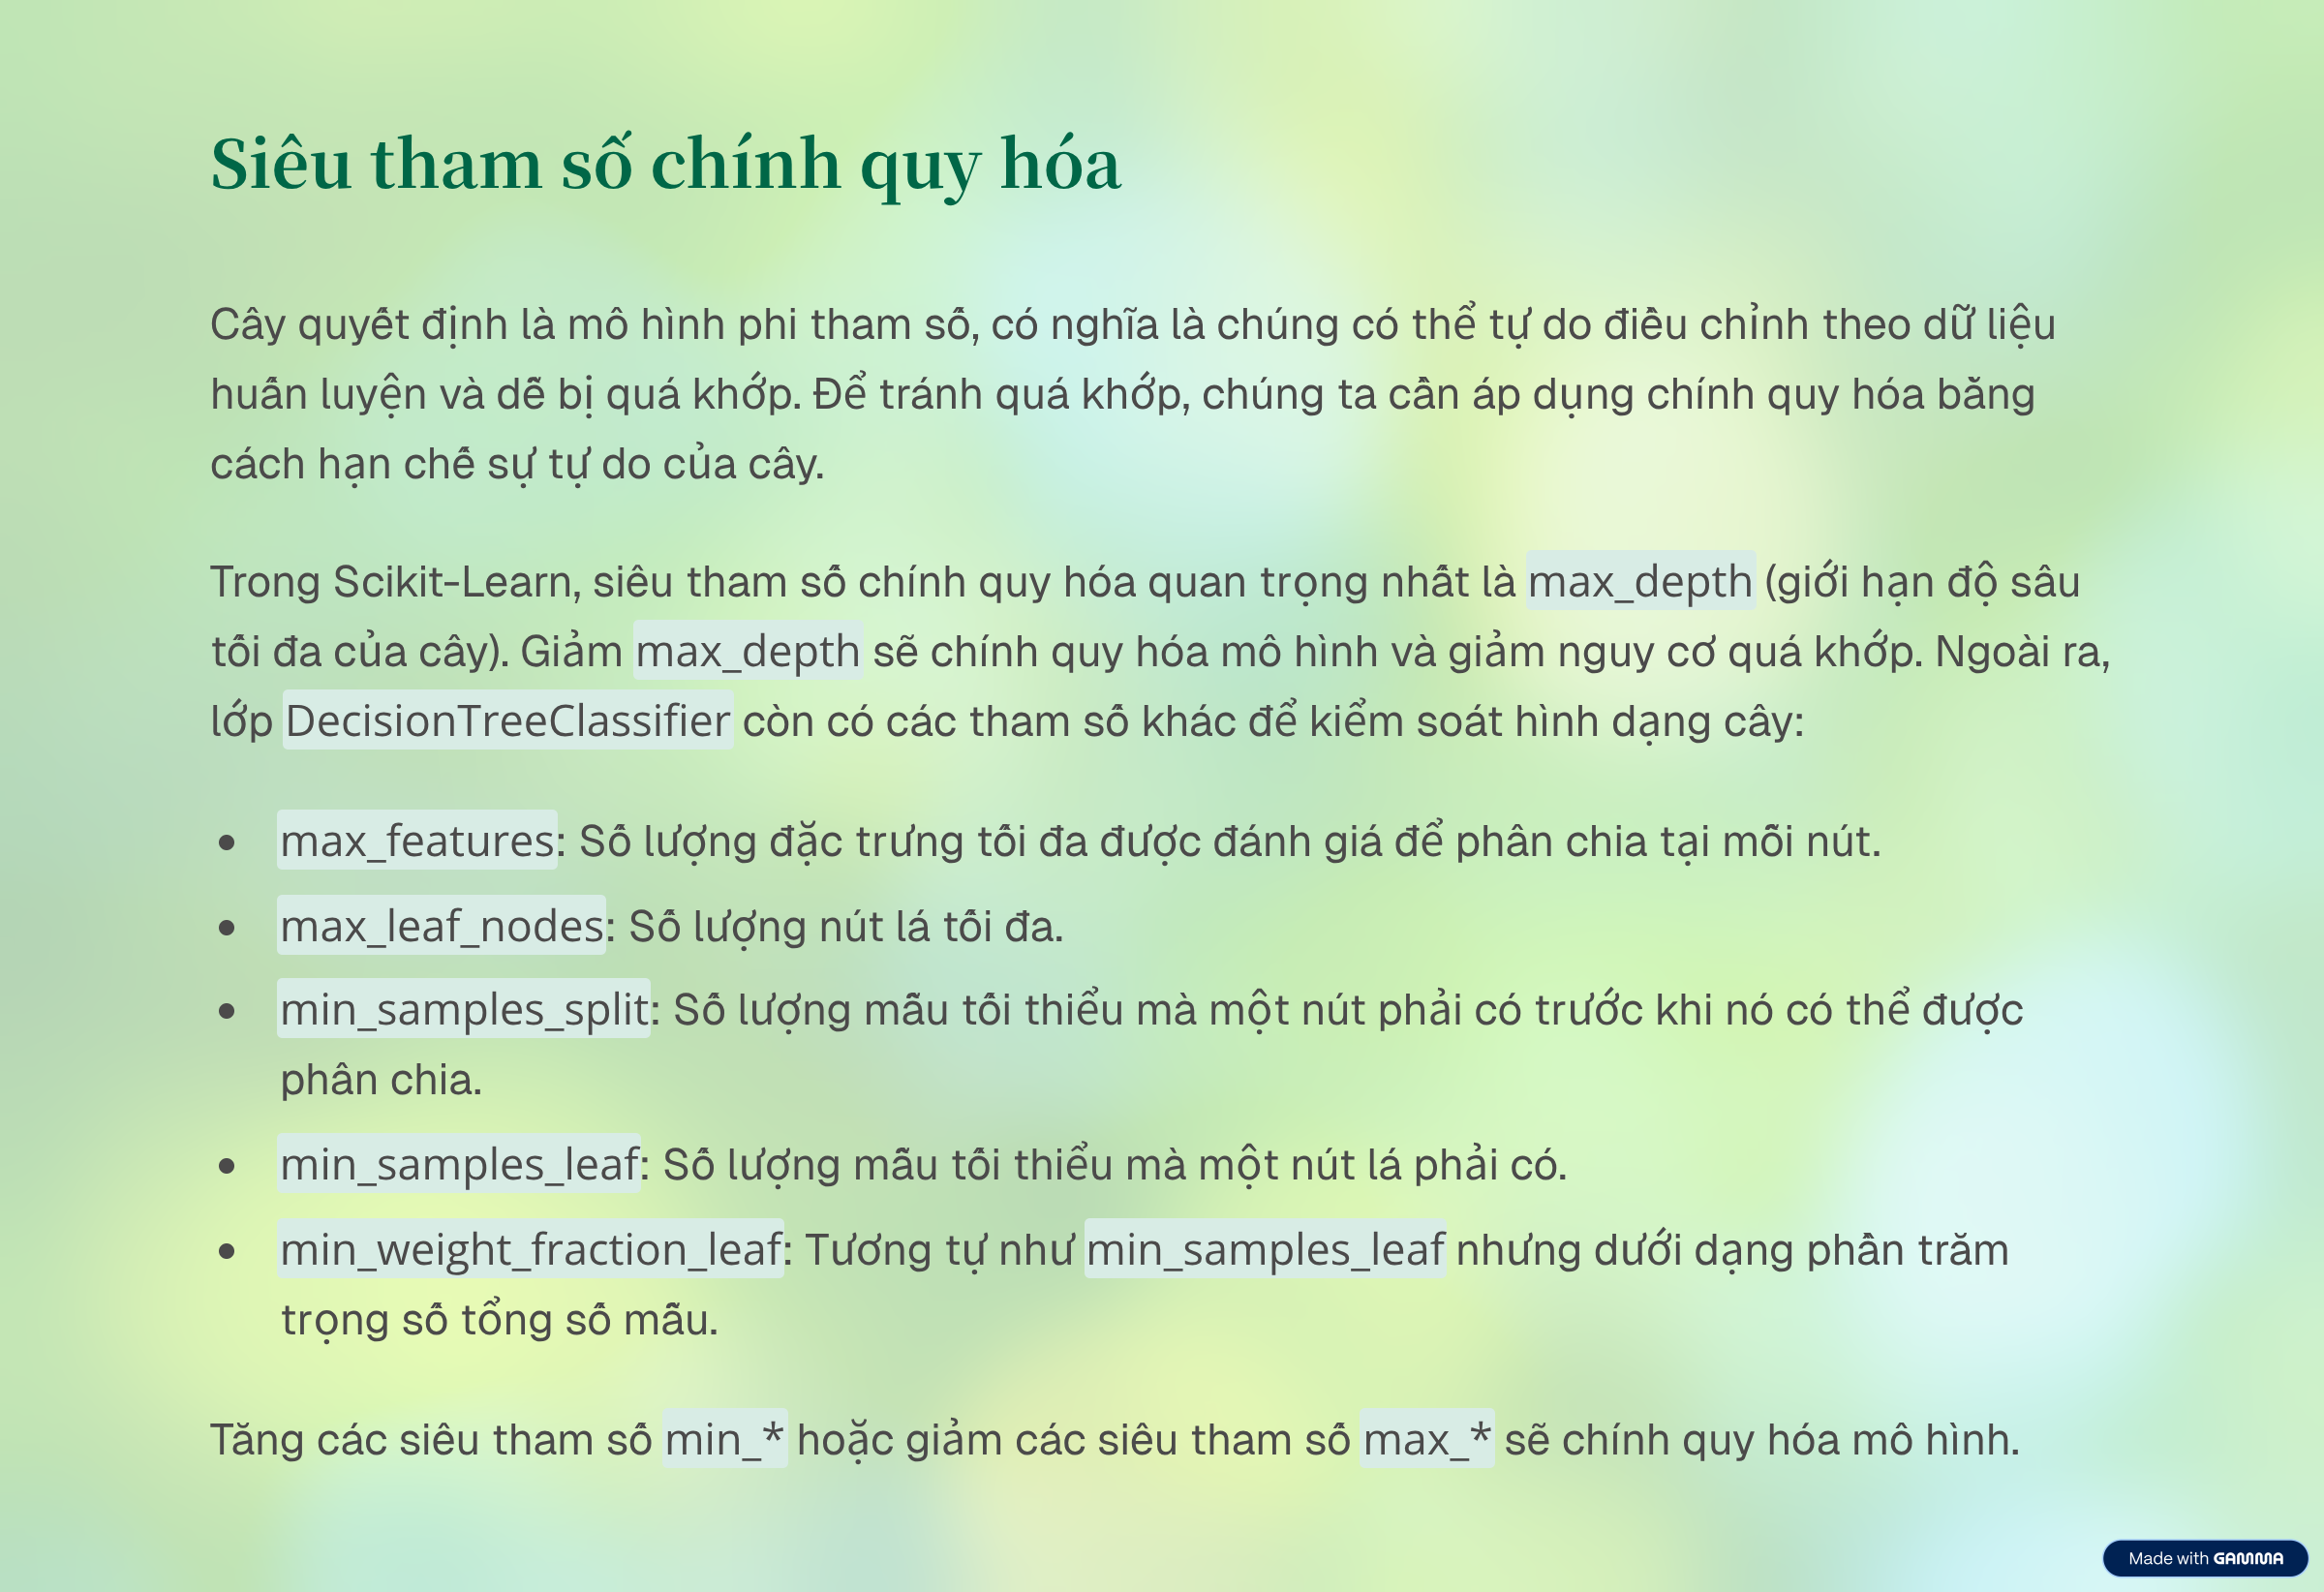 Siêu tham số chính quy hóa
Cây quyết định là mô hình phi tham số, có nghĩa là chúng có thể tự do điều chỉnh theo dữ liệu
huấn luyện và dễ bị quá khớp. Để tránh quá khớp, chúng ta cần áp dụng chính quy hóa bằng
cách hạn chế sự tự do của cây.
Trong Scikit-Learn, siêu tham số chính quy hóa quan trọng nhất là max_depth (giới hạn độ sâu
tối đa của cây). Giảm max_depth sẽ chính quy hóa mô hình và giảm nguy cơ quá khớp. Ngoài ra,
lớp DecisionTreeClassifier còn có các tham số khác để kiểm soát hình dạng cây:
• max_features: Số lượng đặc trưng tối đa được đánh giá để phân chia tại mỗi nút.
• max_leaf_nodes: Số lượng nút lá tối đa.
• min_samples_split: Số lượng mẫu tối thiểu mà một nút phải có trước khi nó có thể được
phân chia.
• min_samples_leaf: Số lượng mẫu tối thiểu mà một nút lá phải có.
• min_weight_fraction_leaf: Tương tự như min_samples_leaf nhưng dưới dạng phần trăm
trọng số tổng số mẫu.
Tăng các siêu tham số min_* hoặc giảm các siêu tham số max_* sẽ chính quy hóa mô hình.
Made with GAMMA